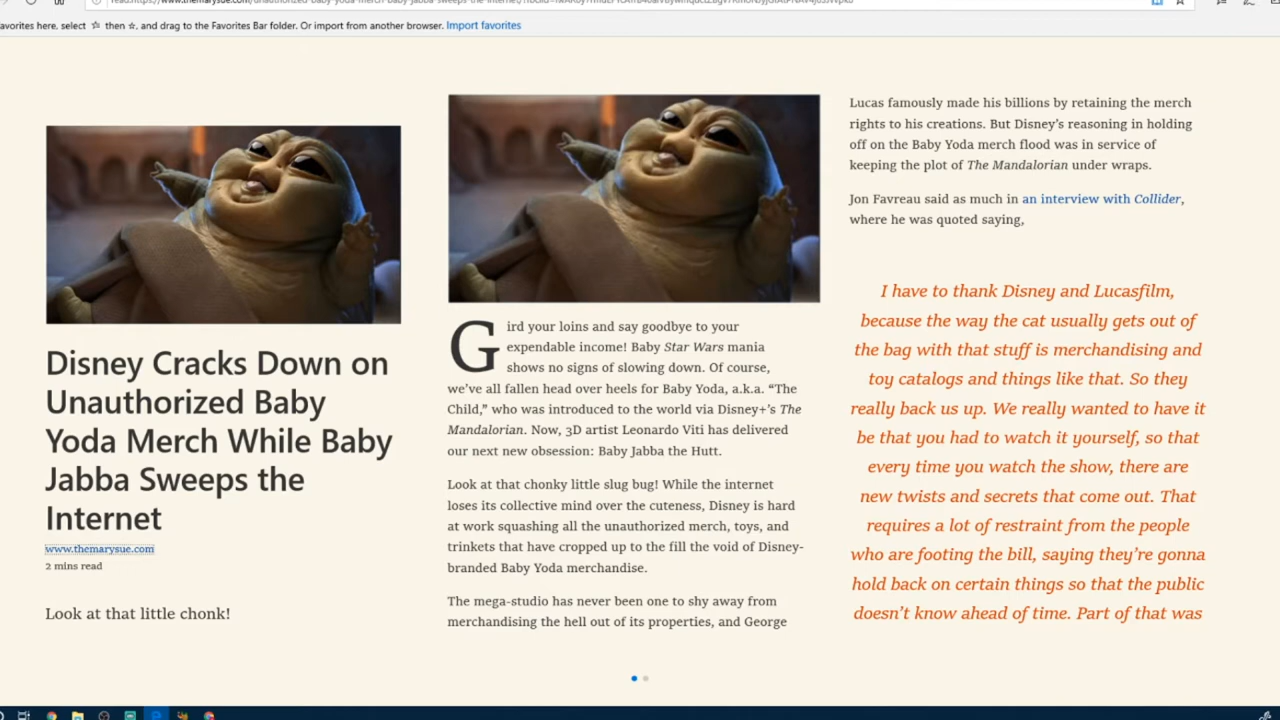 avorites here, select ☆ then ☆, and drag to the Favorites Bar folder. Or import from another browser. Import favorites
Disney Cracks Down on
Unauthorized Baby
Yoda Merch While Baby
Jabba Sweeps the
Internet
www.themarysue.com
2 mins read
Look at that little chonk!
Gird your loins and say goodbye to your
expendable income! Baby Star Wars mania
shows no signs of slowing down. Of course,
we’ve all fallen head over heels for Baby Yoda, a.k.a. “The
Child,” who was introduced to the world via Disney+’s The
Mandalorian. Now, 3D artist Leonardo Viti has delivered
our next new obsession: Baby Jabba the Hutt.
Look at that chonky little slug bug! While the internet
loses its collective mind over the cuteness, Disney is hard
at work squashing all the unauthorized merch, toys, and
trinkets that have cropped up to the fill the void of Disney-
branded Baby Yoda merchandise.
The mega-studio has never been one to shy away from
merchandising the hell out of its properties, and George
Lucas famously made his billions by retaining the merch
rights to his creations. But Disney’s reasoning in holding
off on the Baby Yoda merch flood was in service of
keeping the plot of The Mandalorian under wraps.
Jon Favreau said as much in an interview with Collider,
where he was quoted saying,
I have to thank Disney and Lucasfilm,
because the way the cat usually gets out of
the bag with that stuff is merchandising and
toy catalogs and things like that. So they
really back us up. We really wanted to have it
be that you had to watch it yourself, so that
every time you watch the show, there are
new twists and secrets that come out. That
requires a lot of restraint from the people
who are footing the bill, saying they’re gonna
hold back on certain things so that the public
doesn’t know ahead of time. Part of that was